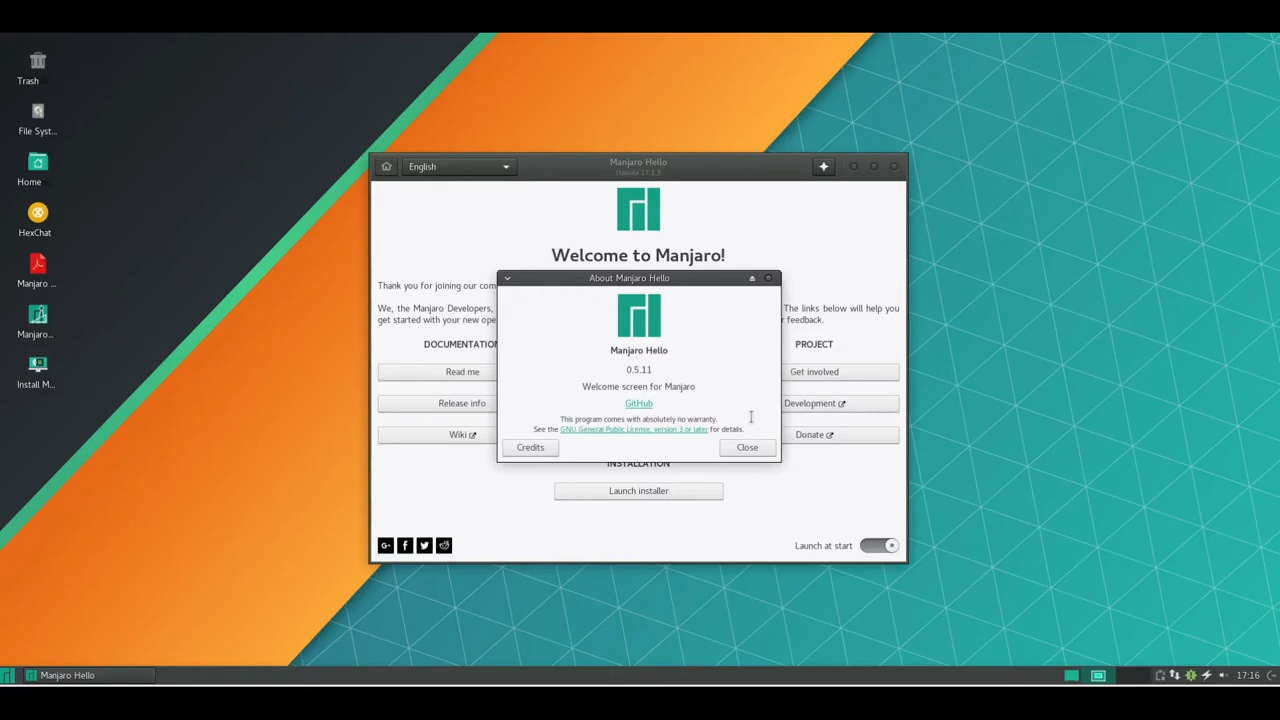 Trash
File Syst...
Home
HexChat
Manjaro ...
Manjaro...
Install M...
English
Manjaro Hello
Hakoila 17.1.3
Welcome to Manjaro!
Thank you for joining our com
We, the Manjaro Developers,
The links below will help you
get started with your new ope
feedback.
DOCUMENTATION
PROJECT
Read me
Get involved
Release info
Development
Wiki
Donate
INSTALLATION
Launch installer
Launch at start
About Manjaro Hello
Manjaro Hello
0.5.11
Welcome screen for Manjaro
GitHub
This program comes with absolutely no warranty.
See the GNU General Public License, version 3 or later for details.
Credits
Close
G+
Manjaro Hello
17:16